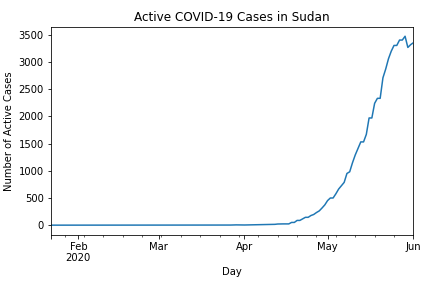 Active COVID-19 Cases in Sudan
Number of Active Cases
3500
3000
2500
2000
1500
1000
500
0
Feb Mar Apr May Jun
2020
Day